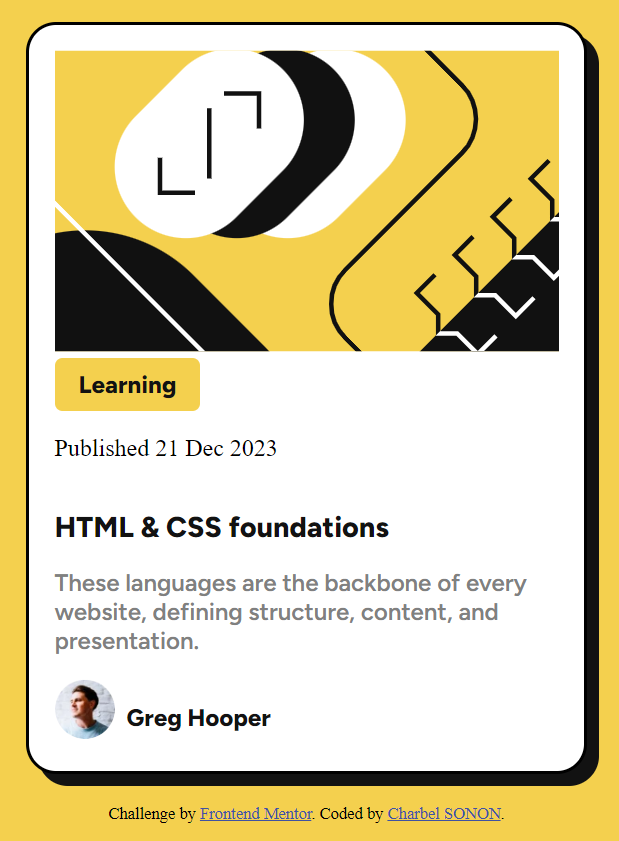 Learning
Published 21 Dec 2023
HTML & CSS foundations
These languages are the backbone of every
website, defining structure, content, and
presentation.
Greg Hooper
Challenge by Frontend Mentor. Coded by Charbel SONON.